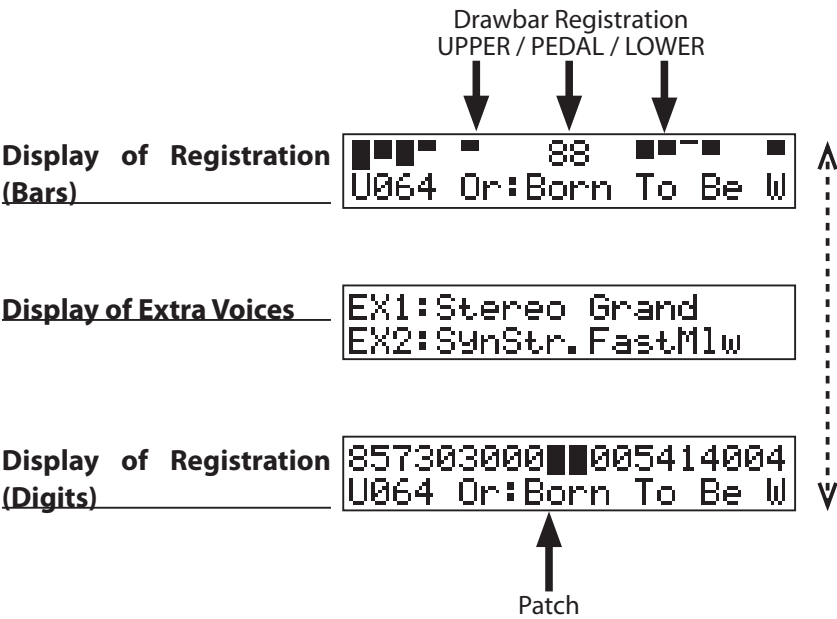 Drawbar Registration
UPPER / PEDAL / LOWER
Display of Registration
(Bars)
88
U064 Or:Born To Be W
Display of Extra Voices
EX1:Stereo Grand
EX2:SynStr.FastMlw
Display of Registration
(Digits)
857303000██005414004
U064 Or:Born To Be W
Patch